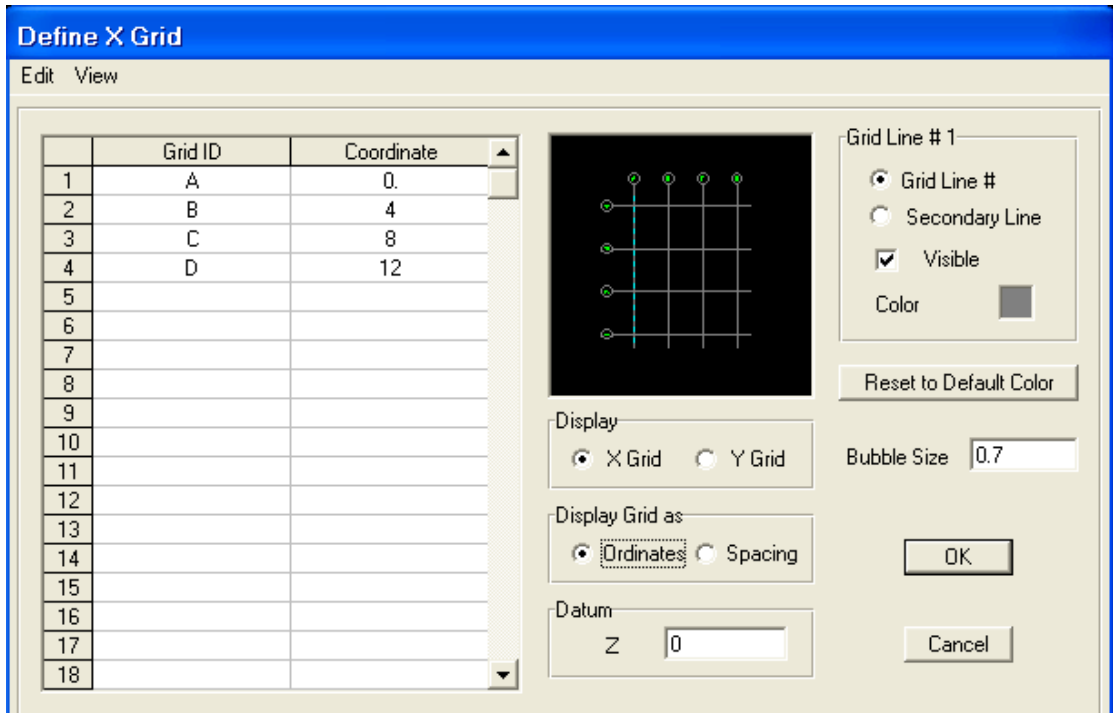 Define X Grid
Edit View
Grid ID Coordinate
1 A 0.
2 B 4
3 C 8
4 D 12
5
6
7
8
9
10
11
12
13
14
15
16
17
18
Display
X Grid Y Grid
Display Grid as
Ordinates Spacing
Datum
Z 0
Grid Line # 1
Grid Line #
Secondary Line
Visible
Color
Reset to Default Color
Bubble Size 0.7
OK
Cancel